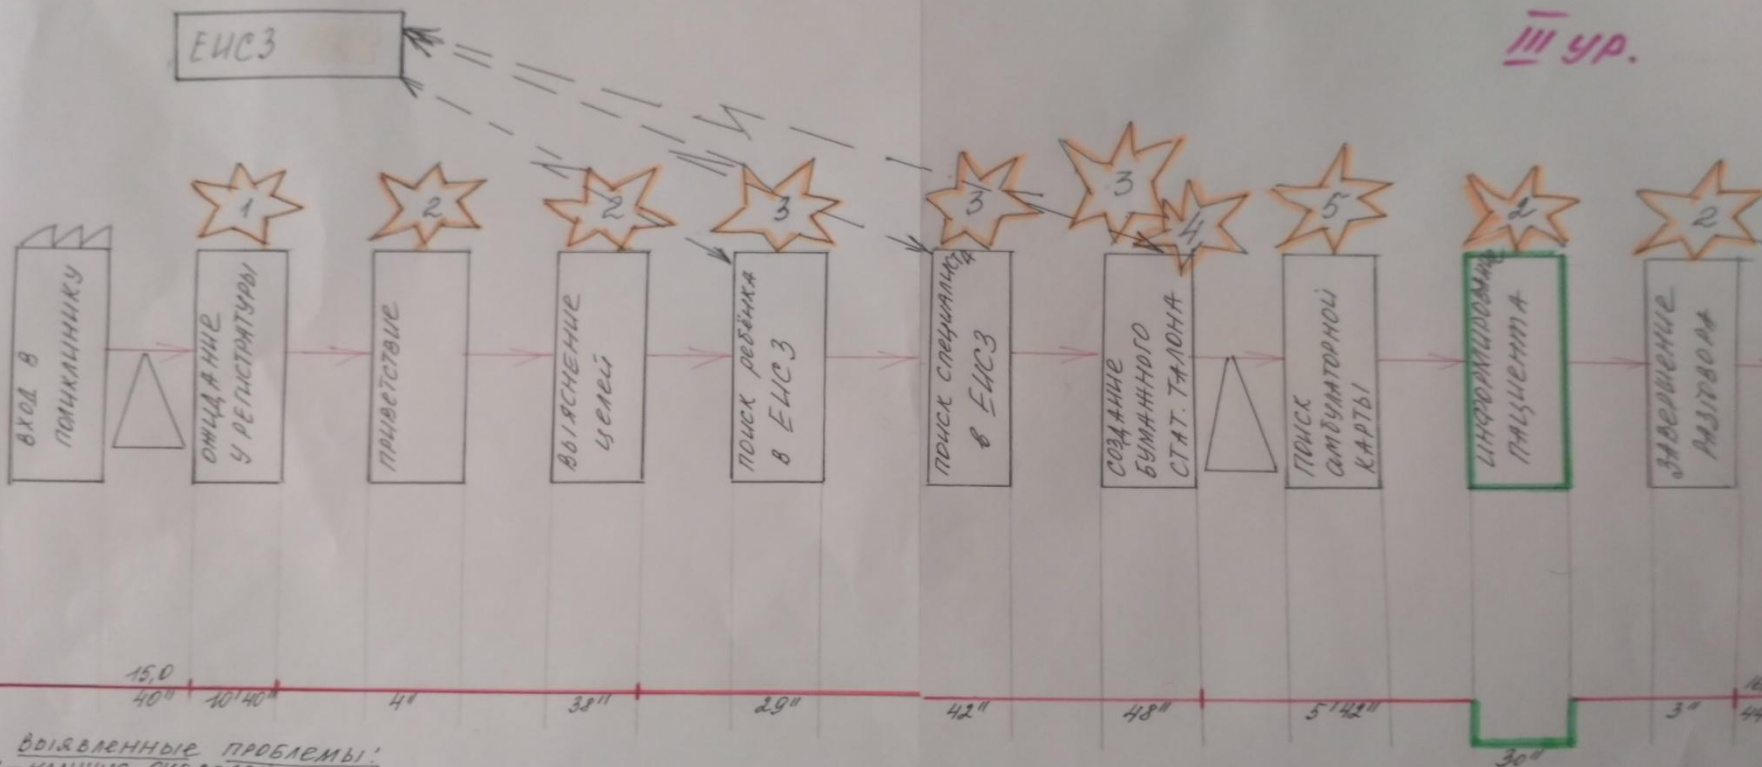 ЕИСЗ
III ур.
1
2
2
3
3
3
4
5
2
2
ВХОД В
ПОЛИКЛИНИКУ
ОЖИДАНИЕ
У РЕГИСТРАТУРЫ
ПРИВЕТСТВИЕ
ВЫЯСНЕНИЕ
ЦЕЛЕЙ
ПОИСК РЕБЁНКА
В ЕИСЗ
ПОИСК СПЕЦИАЛИСТА
В ЕИСЗ
СОЗДАНИЕ
БУМАЖНОГО
СТАТ. ТАЛОНА
ПОИСК
АМБУЛАТОРНОЙ
КАРТЫ
ИНФОРМИРОВАНИЕ
ПАЦИЕНТА
ЗАВЕРШЕНИЕ
РАЗГОВОРА
15,0
40" 10'40" 4" 38" 29" 42" 48" 5'42" 30" 3" 44
ВЫЯВЛЕННЫЕ ПРОБЛЕМЫ: